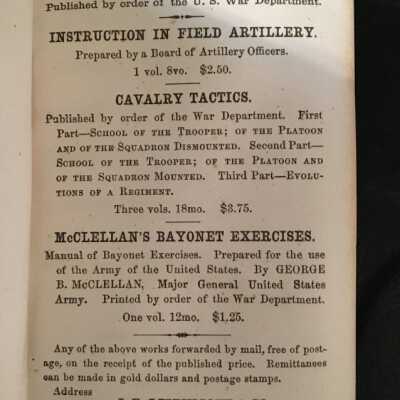 Published by order of the U. S. War Department.
INSTRUCTION IN FIELD ARTILLERY.
Prepared by a Board of Artillery Officers.
1 vol. 8vo. $2.50.
CAVALRY TACTICS.
Published by order of the War Department. First
Part—School of the Trooper; of the Platoon
and of the Squadron Dismounted. Second Part—
School of the Trooper; of the Platoon and
of the Squadron Mounted. Third Part—Evolu-
tions of a Regiment.
Three vols. 18mo. $3.75.
McCLELLAN'S BAYONET EXERCISES.
Manual of Bayonet Exercises. Prepared for the use
of the Army of the United States. By GEORGE
B. McCLELLAN, Major General United States
Army. Printed by order of the War Department.
One vol. 12mo. $1.25.
Any of the above works forwarded by mail, free of post-
age, on the receipt of the published price. Remittances
can be made in gold dollars and postage stamps.
Address